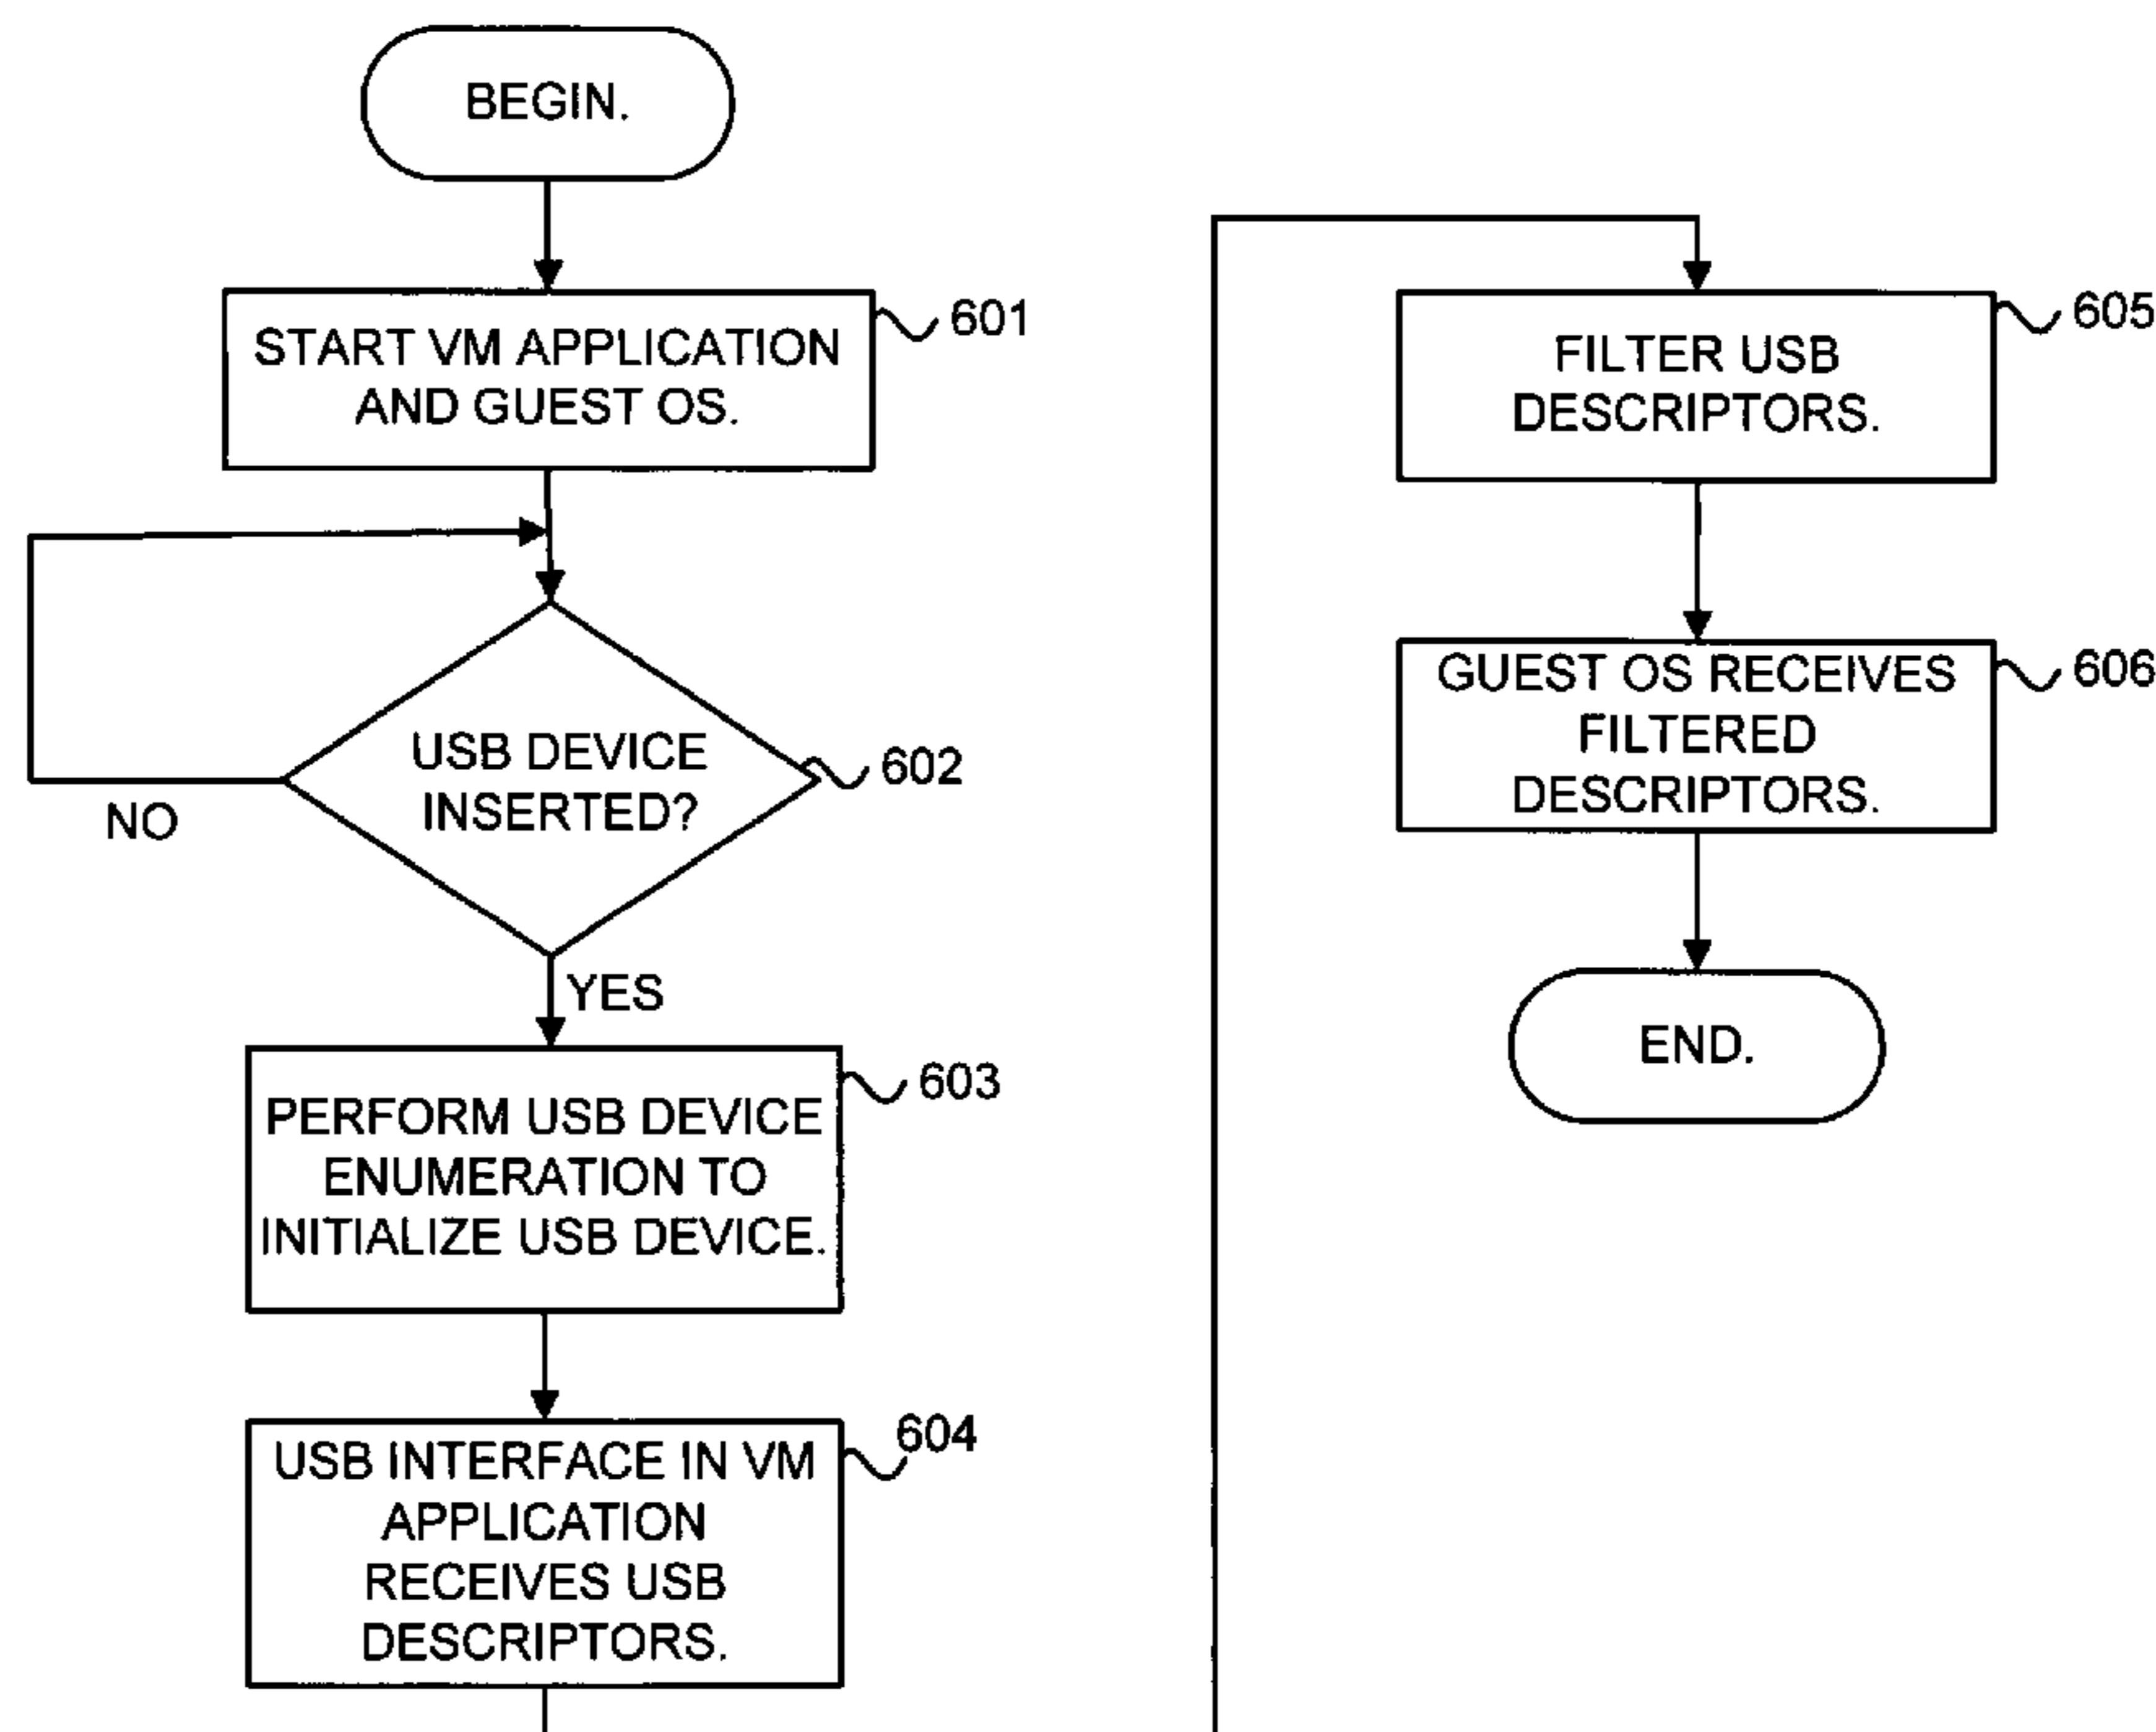 BEGIN.
START VM APPLICATION
AND GUEST OS.
601
USB DEVICE
INSERTED?
602
NO
YES
PERFORM USB DEVICE
ENUMERATION TO
INITIALIZE USB DEVICE.
603
USB INTERFACE IN VM
APPLICATION
RECEIVES USB
DESCRIPTORS.
604
FILTER USB
DESCRIPTORS.
605
GUEST OS RECEIVES
FILTERED
DESCRIPTORS.
606
END.